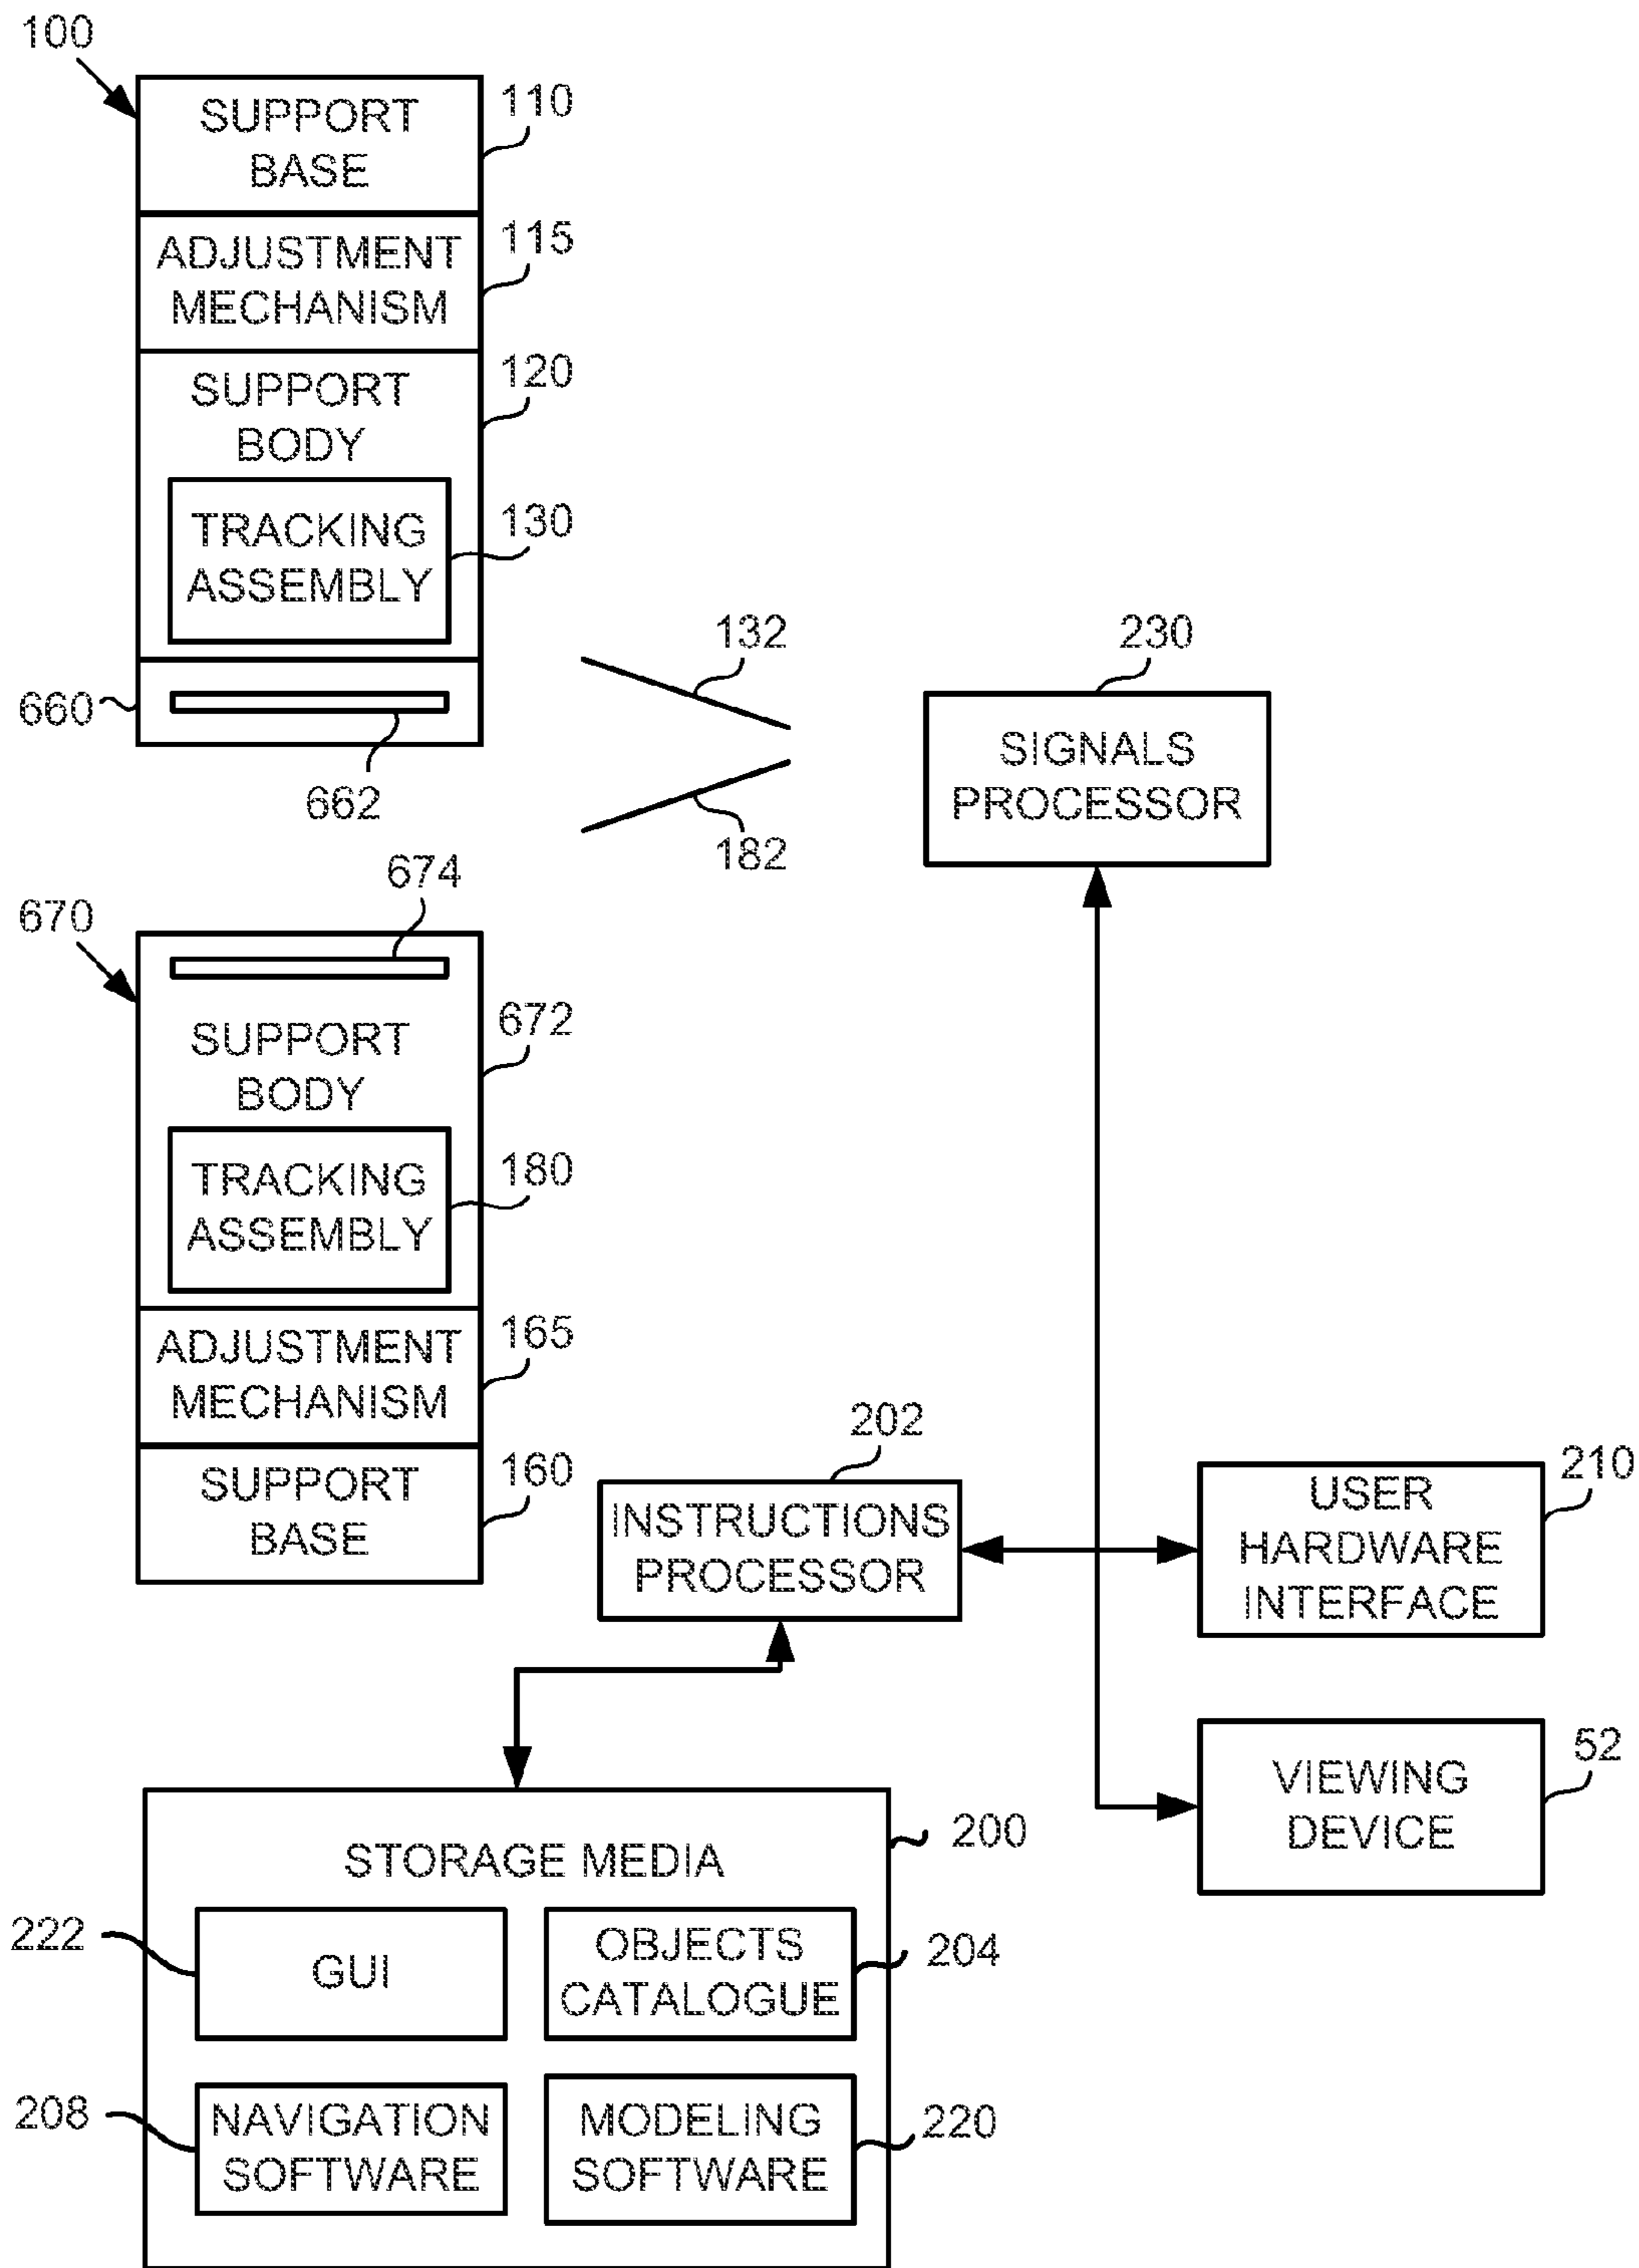 100
SUPPORT
BASE
110
ADJUSTMENT
MECHANISM
115
SUPPORT
BODY
120
TRACKING
ASSEMBLY
130
660
662
132
182
230
SIGNALS
PROCESSOR
670
674
SUPPORT
BODY
672
TRACKING
ASSEMBLY
180
ADJUSTMENT
MECHANISM
165
SUPPORT
BASE
160
202
INSTRUCTIONS
PROCESSOR
USER
HARDWARE
INTERFACE
210
VIEWING
DEVICE
52
STORAGE MEDIA
200
222
GUI
OBJECTS
CATALOGUE
204
208
NAVIGATION
SOFTWARE
MODELING
SOFTWARE
220